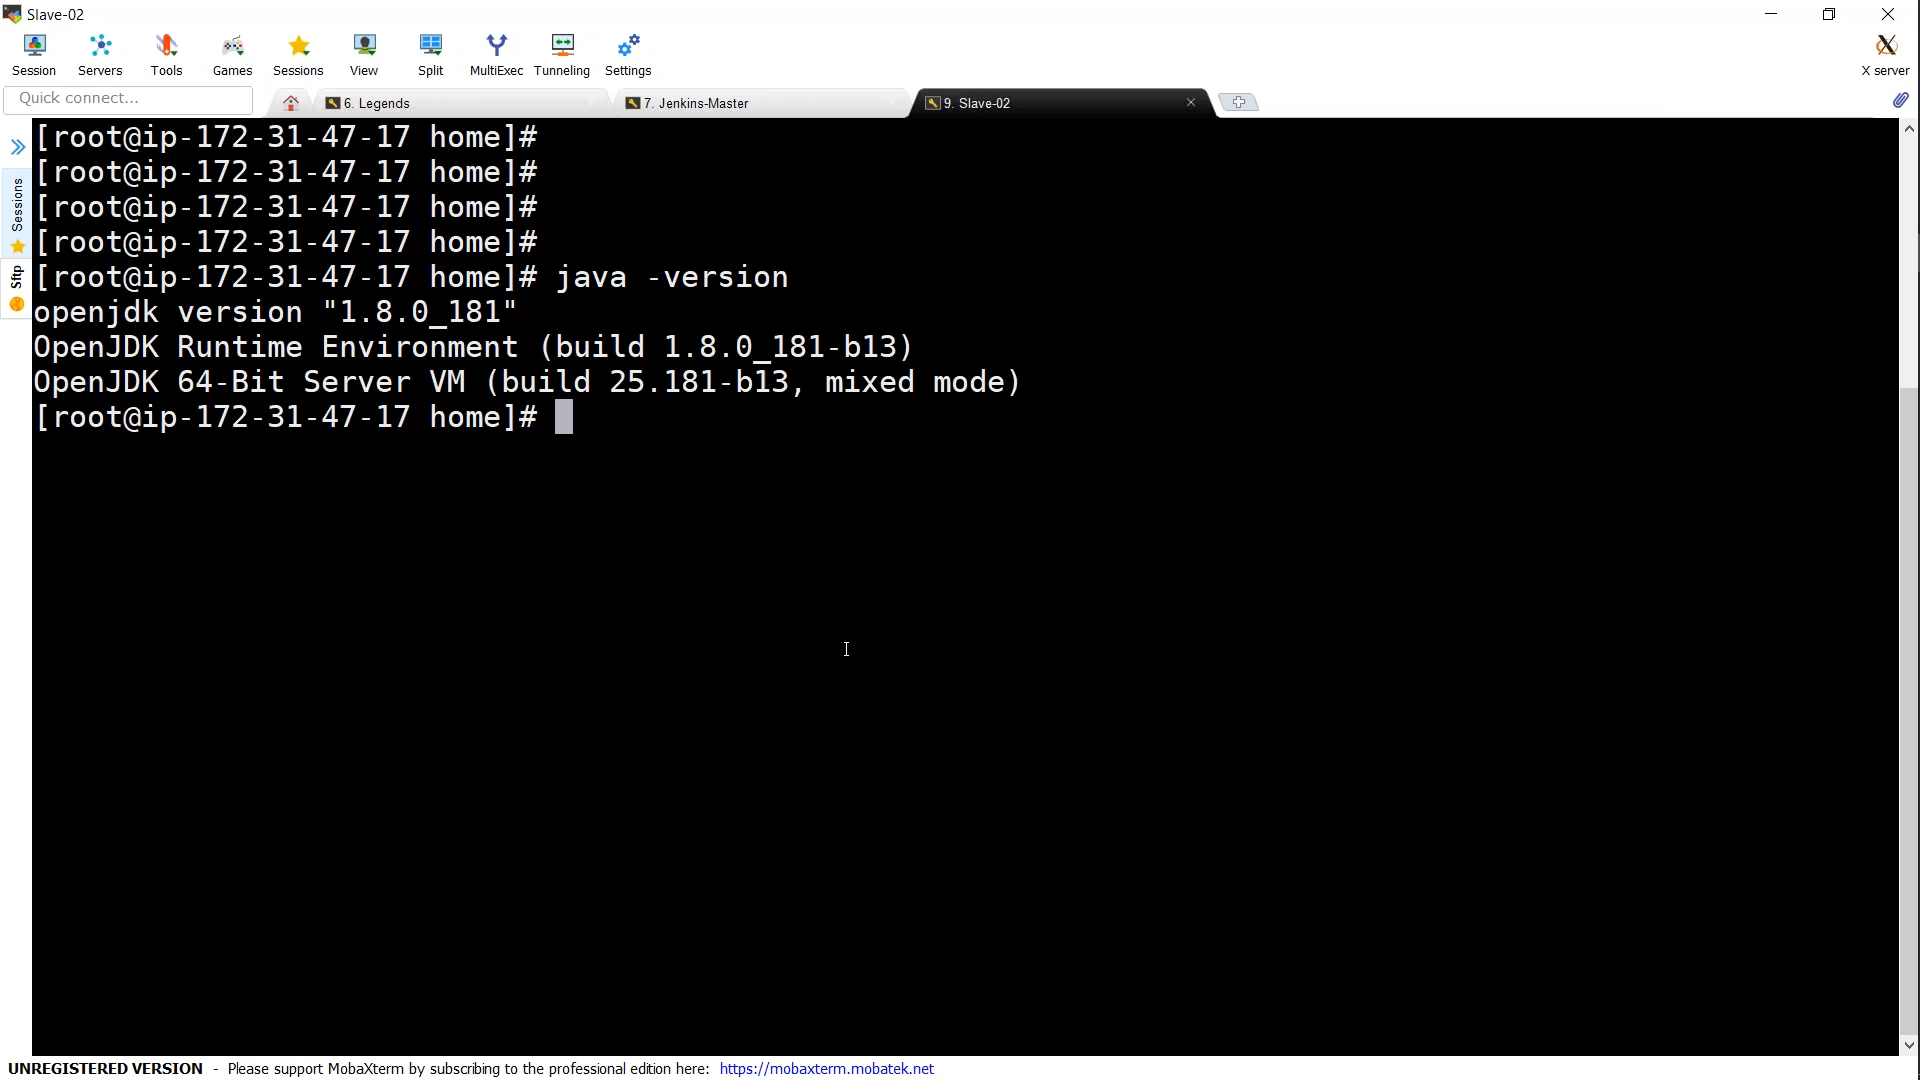 Slave-02
Session Servers Tools Games Sessions View Split MultiExec Tunneling Settings X server
Quick connect...
6. Legends
7. Jenkins-Master
9. Slave-02
Sessions
Sftp
[root@ip-172-31-47-17 home]#
[root@ip-172-31-47-17 home]#
[root@ip-172-31-47-17 home]#
[root@ip-172-31-47-17 home]#
[root@ip-172-31-47-17 home]# java -version
openjdk version "1.8.0_181"
OpenJDK Runtime Environment (build 1.8.0_181-b13)
OpenJDK 64-Bit Server VM (build 25.181-b13, mixed mode)
[root@ip-172-31-47-17 home]#
UNREGISTERED VERSION - Please support MobaXterm by subscribing to the professional edition here: https://mobaxterm.mobatek.net